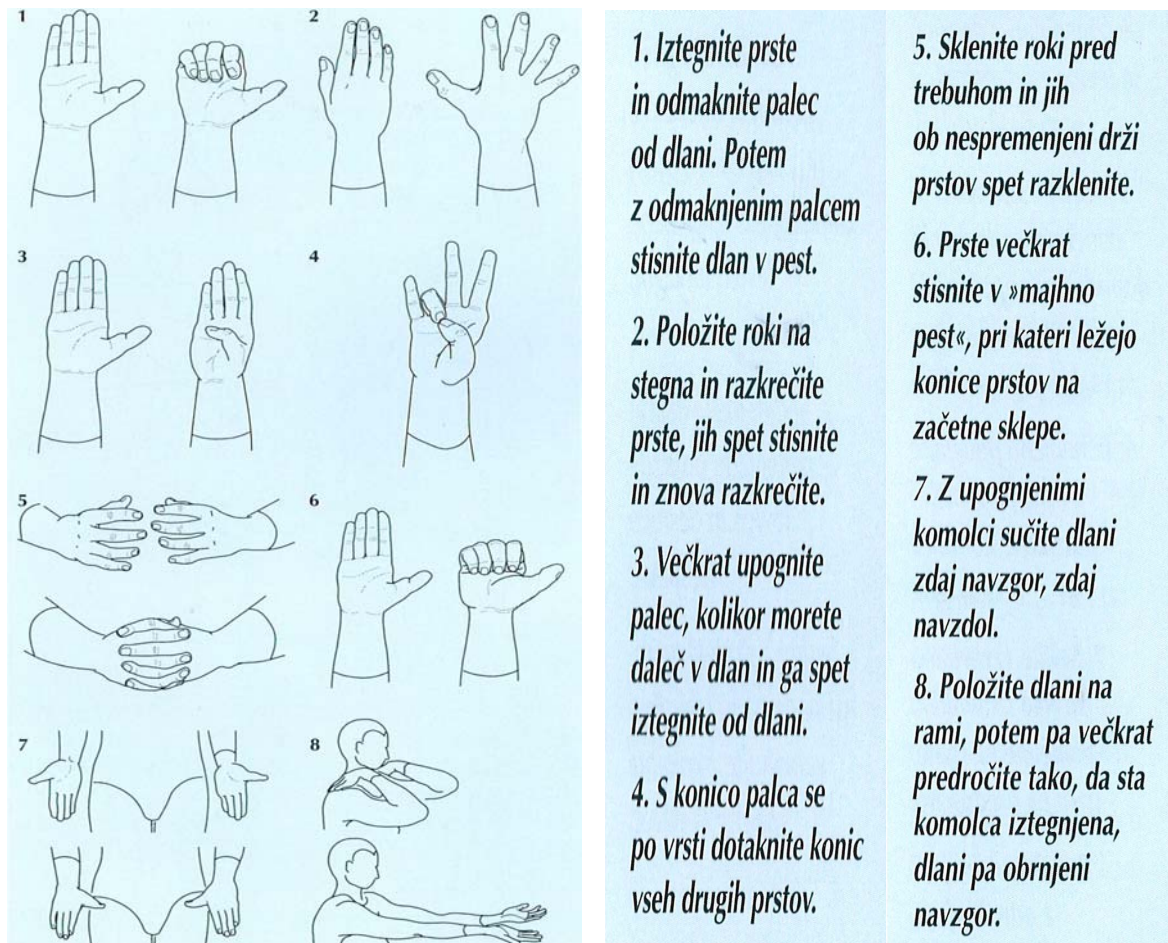 1
2
3
4
5
6
7
8
1. Iztegnite prste
in odmaknite palec
od dlani. Potem
z odmaknjenim palcem
stisnite dlan v pest.
2. Položite roki na
stegna in razkrečite
prste, jih spet stisnite
in znova razkrečite.
3. Večkrat upognite
palec, kolikor morete
daleč v dlan in ga spet
iztegnite od dlani.
4. S konico palca se
po vrsti dotaknite konic
vseh drugih prstov.
5. Sklenite roki pred
trebuhom in jih
ob nespremenjeni drži
prstov spet razklenite.
6. Prste večkrat
stisnite v »majhno
pest«, pri kateri ležejo
konice prstov na
začetne sklepe.
7. Z upognjenimi
komolci sučite dlani
zdaj navzgor, zdaj
navzdol.
8. Položite dlani na
rami, potem pa večkrat
predročite tako, da sta
komolca iztegnjena,
dlani pa obrnjeni
navzgor.